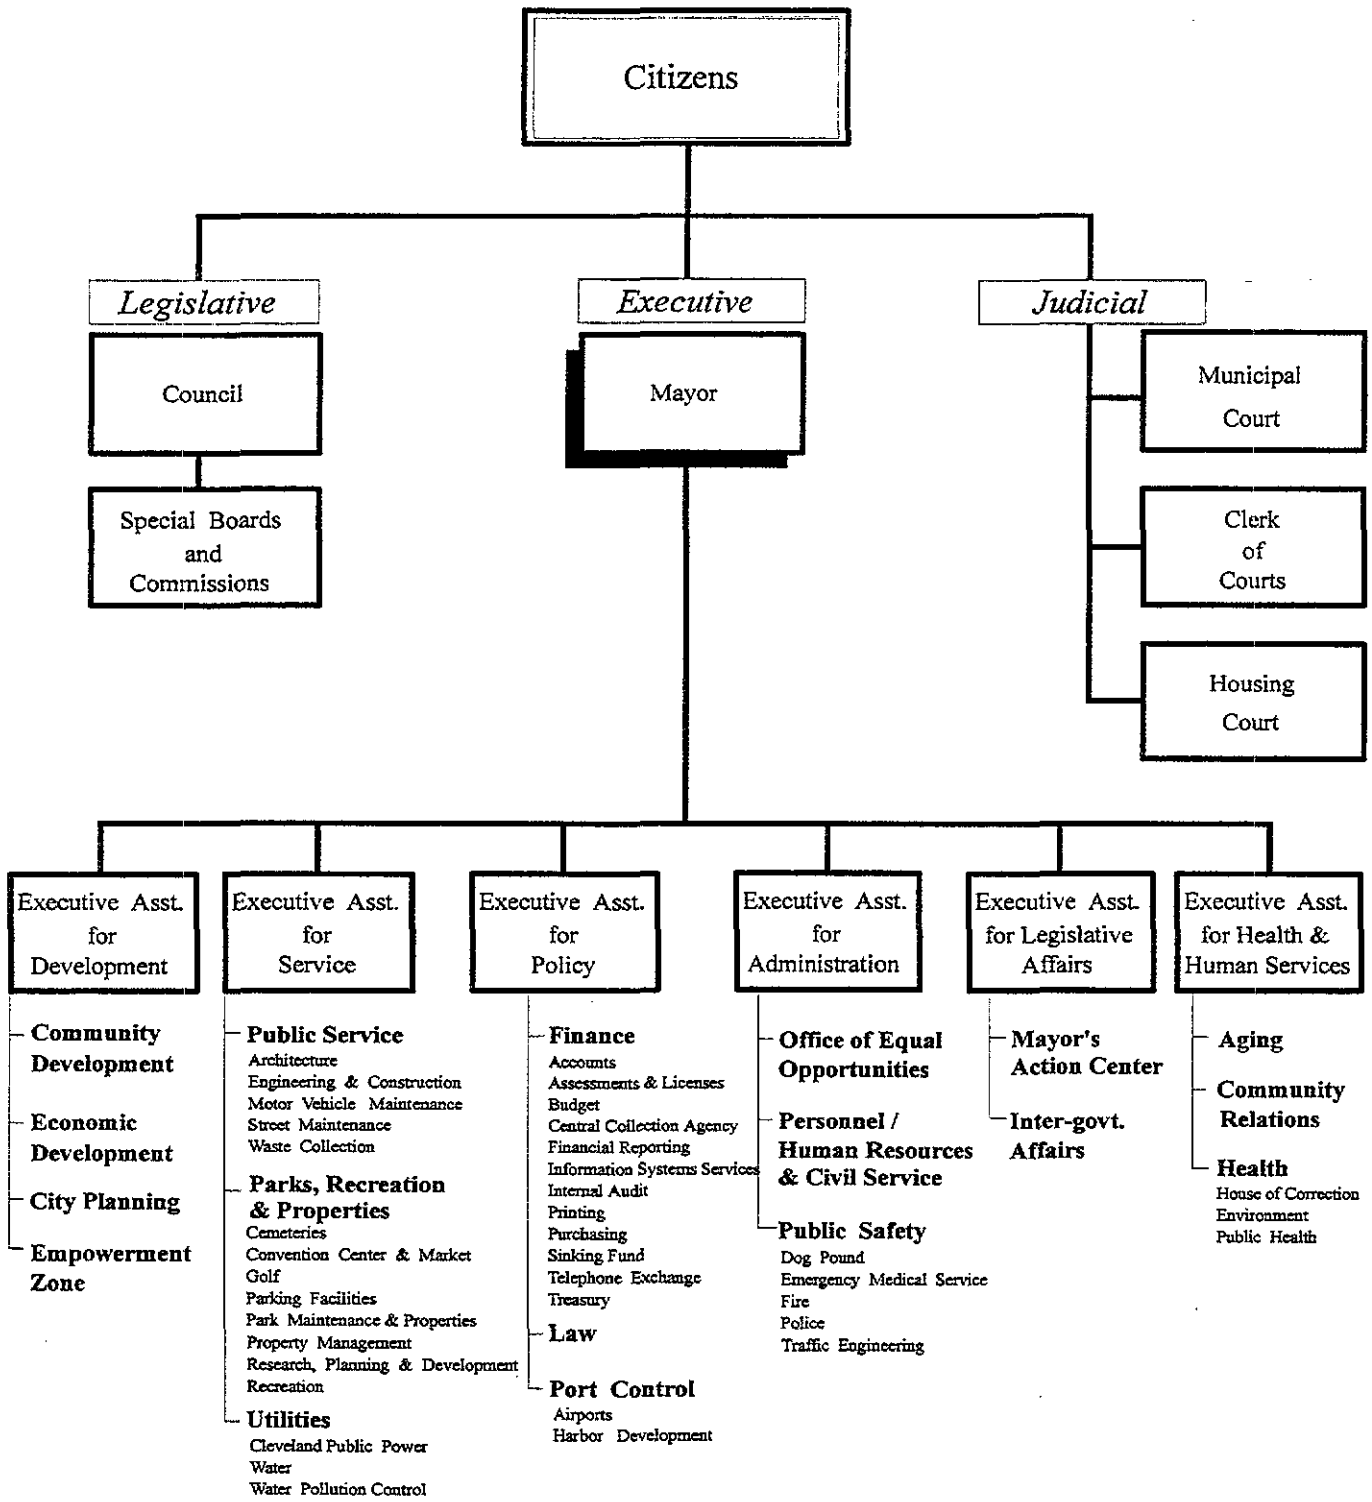 Citizens
Legislative
Executive
Judicial
Council
Mayor
Municipal
Court
Special Boards
and
Commissions
Clerk
of
Courts
Housing
Court
Executive Asst.
for
Development
Community
Development
Economic
Development
City Planning
Empowerment
Zone
Executive Asst.
for
Service
Public Service
Architecture
Engineering & Construction
Motor Vehicle Maintenance
Street Maintenance
Waste Collection
Parks, Recreation
& Properties
Cemeteries
Convention Center & Market
Golf
Parking Facilities
Park Maintenance & Properties
Property Management
Research, Planning & Development
Recreation
Utilities
Cleveland Public Power
Water
Water Pollution Control
Executive Asst.
for
Policy
Finance
Accounts
Assessments & Licenses
Budget
Central Collection Agency
Financial Reporting
Information Systems Services
Internal Audit
Printing
Purchasing
Sinking Fund
Telephone Exchange
Treasury
Law
Port Control
Airports
Harbor Development
Executive Asst.
for
Administration
Office of Equal
Opportunities
Personnel /
Human Resources
& Civil Service
Public Safety
Dog Pound
Emergency Medical Service
Fire
Police
Traffic Engineering
Executive Asst.
for Legislative
Affairs
Mayor's
Action Center
Inter-govt.
Affairs
Executive Asst.
for Health &
Human Services
Aging
Community
Relations
Health
House of Correction
Environment
Public Health